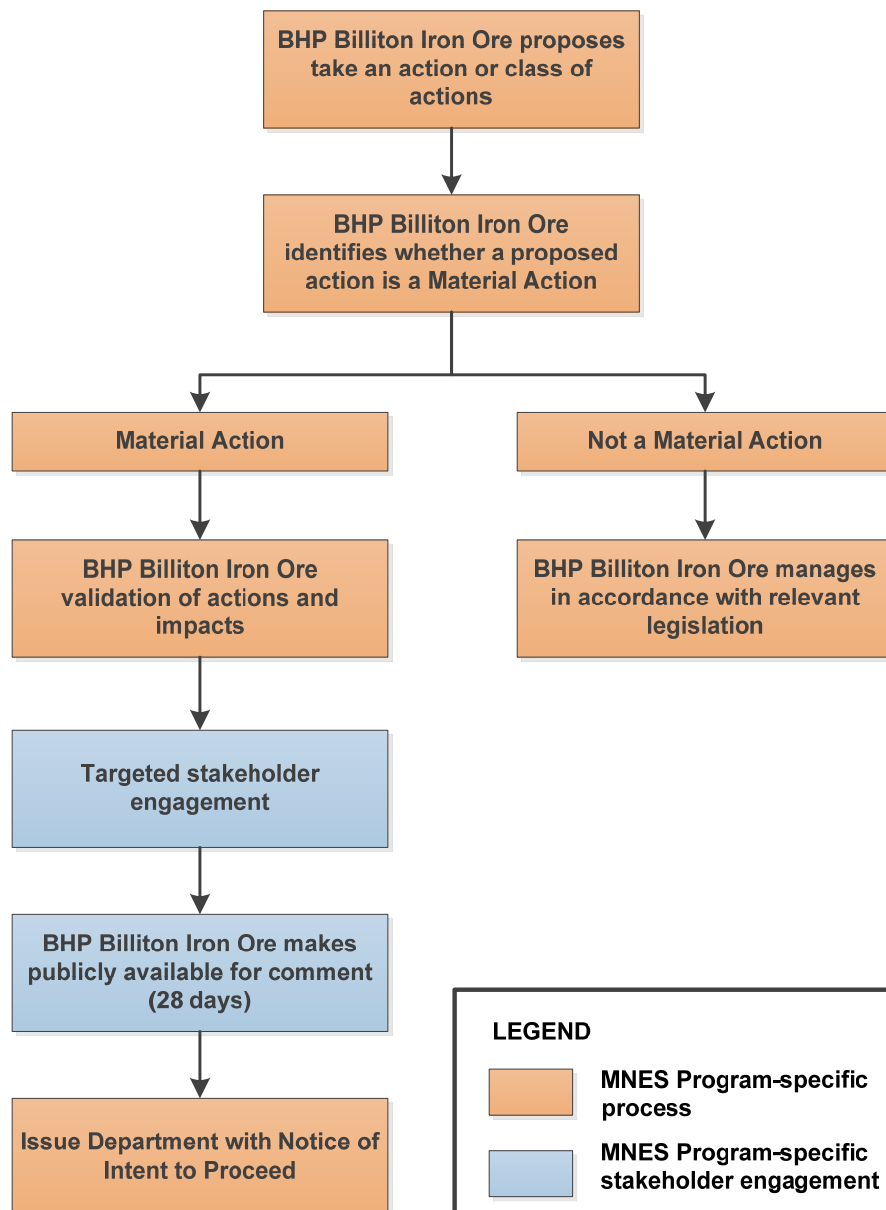 BHP Billiton Iron Ore proposes
take an action or class of
actions
BHP Billiton Iron Ore
identifies whether a proposed
action is a Material Action
Material Action
Not a Material Action
BHP Billiton Iron Ore
validation of actions and
impacts
BHP Billiton Iron Ore manages
in accordance with relevant
legislation
Targeted stakeholder
engagement
BHP Billiton Iron Ore makes
publicly available for comment
(28 days)
Issue Department with Notice of
Intent to Proceed
LEGEND
MNES Program-specific
process
MNES Program-specific
stakeholder engagement